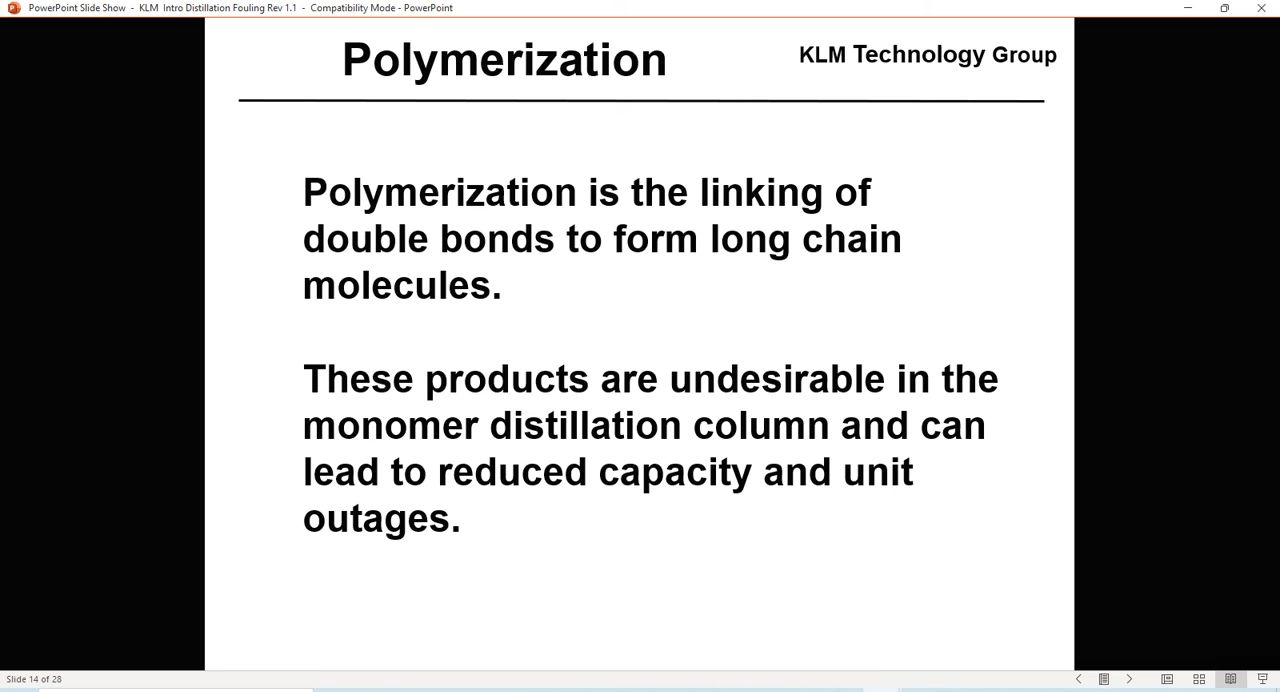 PowerPoint Slide Show - KLM Intro Distillation Fouling Rev 1.1 - Compatibility Mode - PowerPoint
Polymerization
KLM Technology Group
Polymerization is the linking of
double bonds to form long chain
molecules.
These products are undesirable in the
monomer distillation column and can
lead to reduced capacity and unit
outages.
Slide 14 of 28